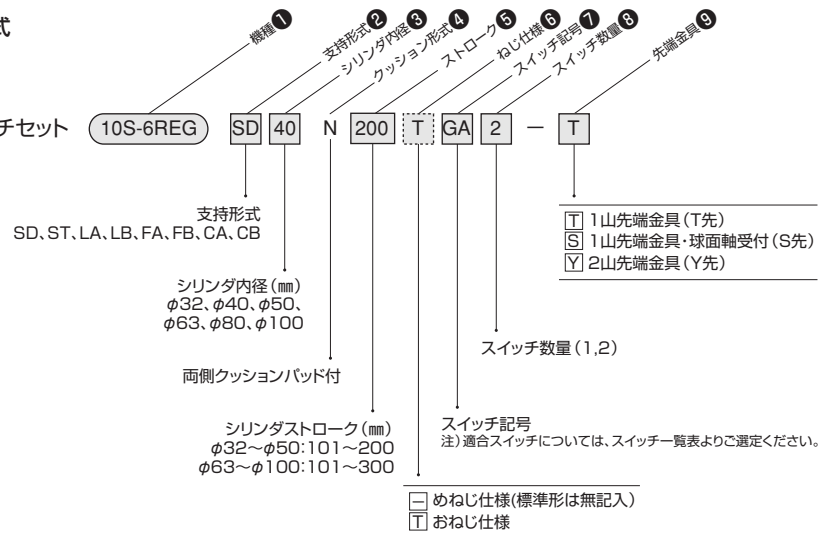 式
機種❶
支持形式❷
シリンダ内径❸
クッション形式❹
ストローク❺
ねじ仕様❻
スイッチ記号❼
スイッチ数量❽
先端金具❾
チセット 10S-6REG SD 40 N 200 T GA 2 − T
支持形式
SD、ST、LA、LB、FA、FB、CA、CB
シリンダ内径(㎜)
φ32、φ40、φ50、
φ63、φ80、φ100
両側クッションパッド付
シリンダストローク(㎜)
φ32〜φ50:101〜200
φ63〜φ100:101〜300
− めねじ仕様(標準形は無記入)
T おねじ仕様
スイッチ記号
注)適合スイッチについては、スイッチ一覧表よりご選定ください。
スイッチ数量(1,2)
T 1山先端金具(T先)
S 1山先端金具・球面軸受付(S先)
Y 2山先端金具(Y先)